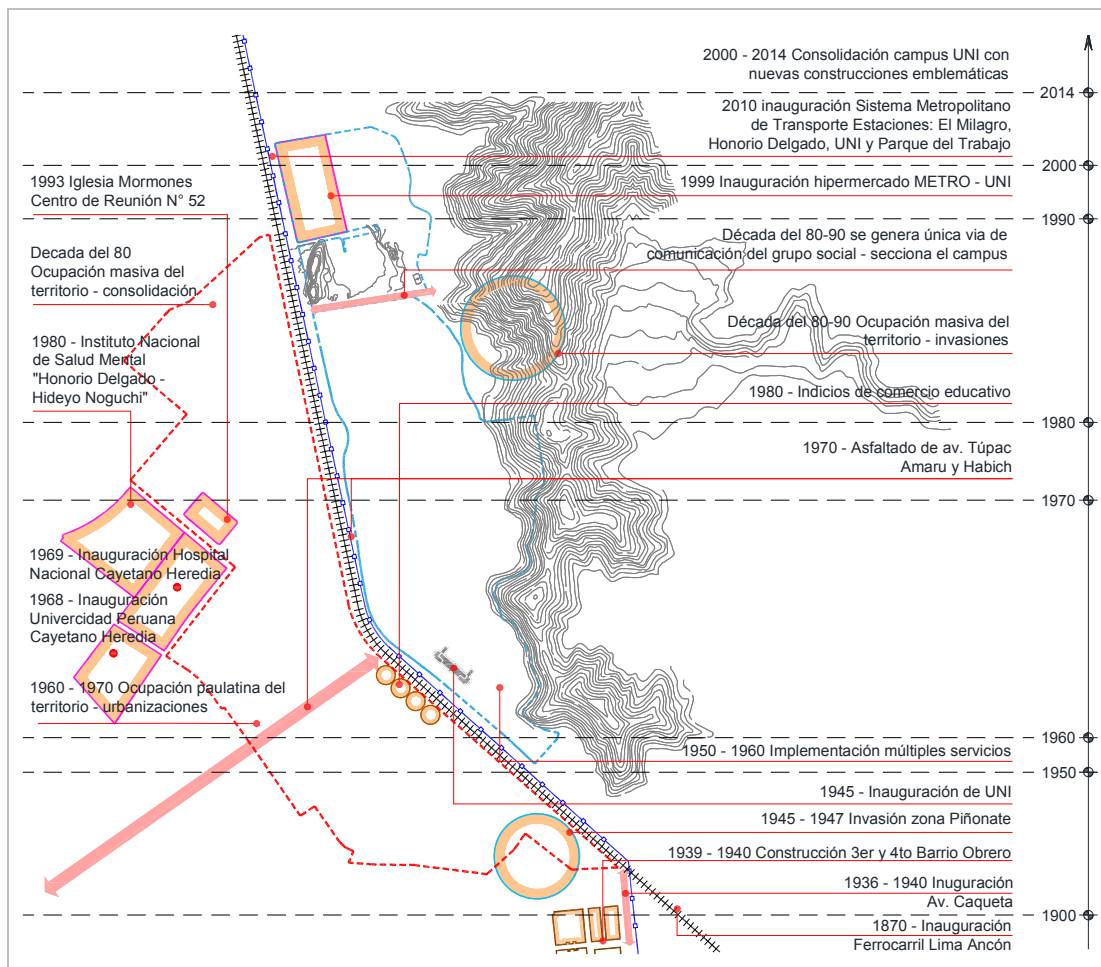 2000 - 2014 Consolidación campus UNI con
nuevas construcciones emblemáticas
2014
2010 inauguración Sistema Metropolitano
de Transporte Estaciones: El Milagro,
Honorio Delgado, UNI y Parque del Trabajo
2000
1993 Iglesia Mormones
Centro de Reunión N° 52
1999 Inauguración hipermercado METRO - UNI
1990
Decada del 80
Ocupación masiva del
territorio - consolidación
Década del 80-90 se genera única via de
comunicación del grupo social - secciona el campus
Década del 80-90 Ocupación masiva del
territorio - invasiones
1980 - Instituto Nacional
de Salud Mental
"Honorio Delgado -
Hideyo Noguchi"
1980 - Indicios de comercio educativo
1980
1970 - Asfaltado de av. Túpac
Amaru y Habich
1970
1969 - Inauguración Hospital
Nacional Cayetano Heredia
1968 - Inauguración
Univercidad Peruana
Cayetano Heredia
1960 - 1970 Ocupación paulatina del
territorio - urbanizaciones
1960
1950 - 1960 Implementación múltiples servicios
1950
1945 - Inauguración de UNI
1945 - 1947 Invasión zona Piñonate
1939 - 1940 Construcción 3er y 4to Barrio Obrero
1936 - 1940 Inuguración
Av. Caqueta
1900
1870 - Inauguración
Ferrocarril Lima Ancón